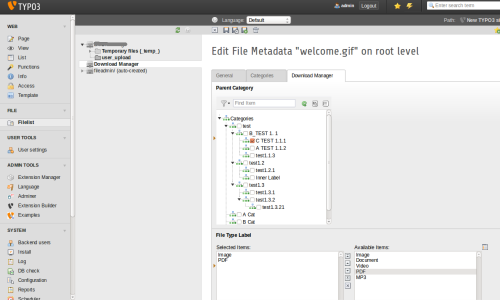 TYPO3
admin
Logout
Enter search term
Language:
Default
Path:
New TYPO3 si
WEB
Page
View
List
Functions
Info
Access
Template
FILE
Filelist
USER TOOLS
User settings
ADMIN TOOLS
Extension Manager
Language
Adminer
Extension Builder
Examples
SYSTEM
Backend users
Install
Log
DB check
Configuration
Reports
Scheduler
Temporary files (_temp_)
user_upload
Download Manager
fileadmin/ (auto-created)
Edit File Metadata "welcome.gif" on root level
General
Categories
Download Manager
Parent Category
Find item
Categories
test
B_TEST 1. 1
C TEST 1.1.1
A TEST 1.1.2
test1.1.3
test1.2
test1.2.1
Inner Label
test1.3
test1.3.1
test1.3.2
test1.3.21
A Cat
B Cat
File Type Label
Selected Items:
Image
PDF
Available Items:
Image
Document
Video
PDF
MP3